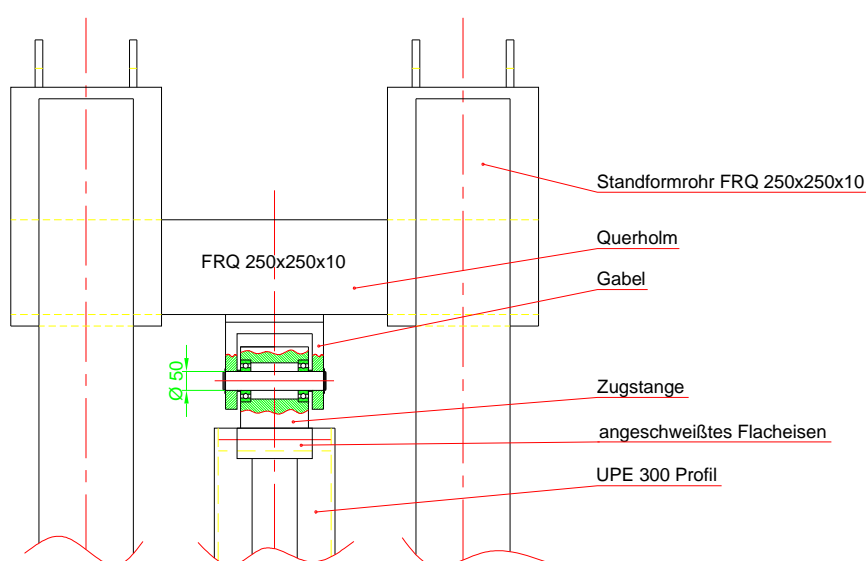 Standformrohr FRQ 250x250x10
Querholm
FRQ 250x250x10
Gabel
Ø 50
Zugstange
angeschweißtes Flacheisen
UPE 300 Profil